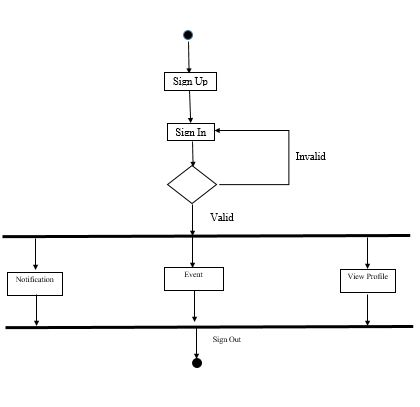 Sign Up
Sign In
Invalid
Valid
Notification
Event
View Profile
Sign Out